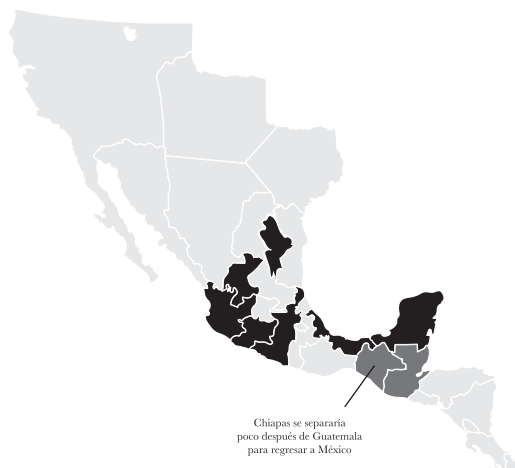 Chiapas se separaría
poco después de Guatemala
para regresar a México